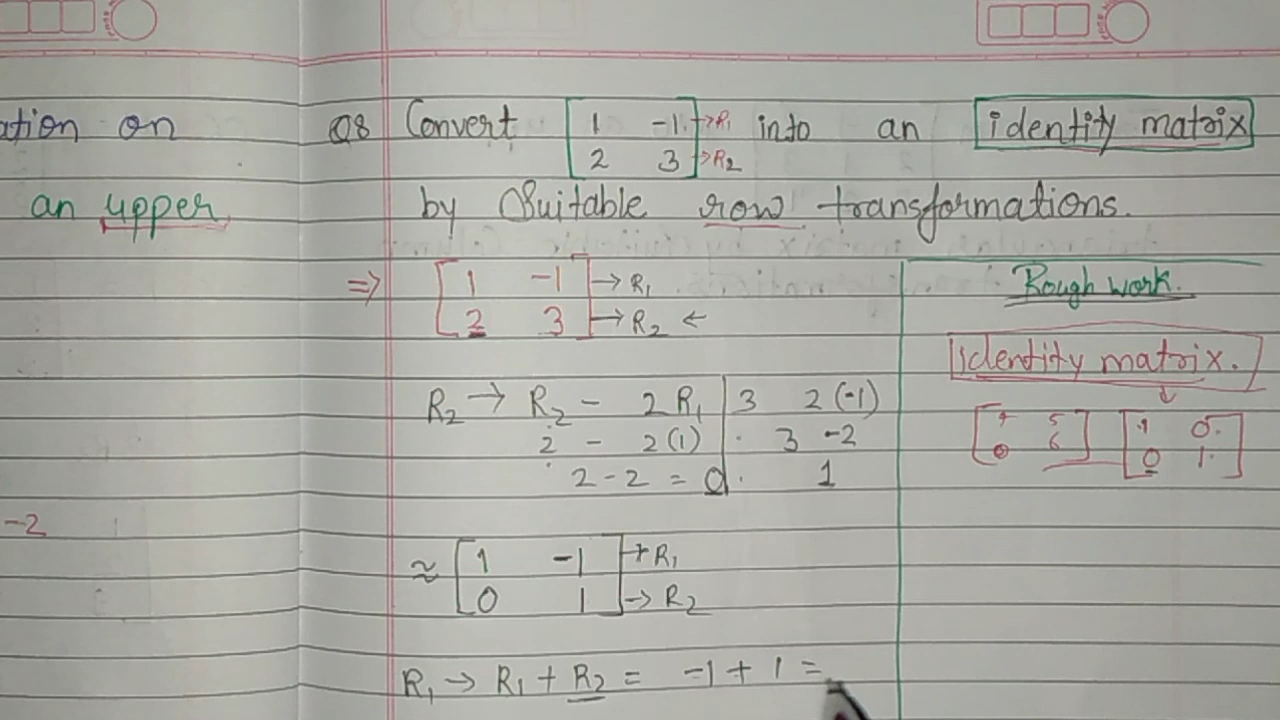 ation on
an upper
-2
Q8 Convert [ 1 -1 → R₁ into an identity matrix
2 3 ] → R₂
by Suitable row transformations.
⇒ [ 1 -1 → R₁
2 3 ] → R₂ ←
R₂ → R₂ - 2R₁ | 3 2(-1)
2 - 2(1) | 3 -2
2 - 2 = 0 | 1
≈ [ 1 -1 → R₁
0 1 ] → R₂
R₁ → R₁ + R₂ = -1 + 1 =
Rough work.
identity matrix.
5 [ 1 0
0 6 ] 0 1 ]